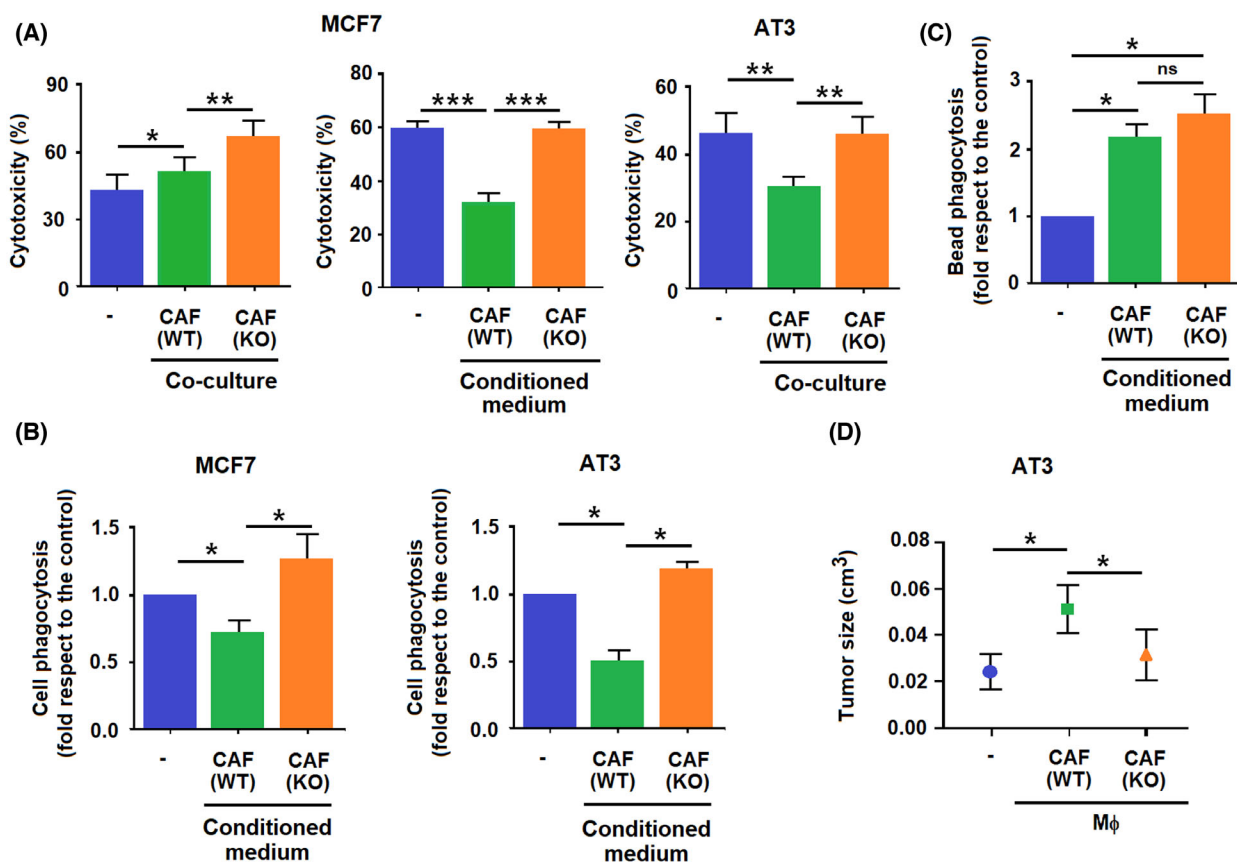 (A)
MCF7
AT3
Cytotoxicity (%)
90
60
30
0
*
**
-
CAF
(WT)
CAF
(KO)
Co-culture
Cytotoxicity (%)
80
60
40
20
0
***
***
-
CAF
(WT)
CAF
(KO)
Conditioned
medium
Cytotoxicity (%)
60
40
20
0
**
**
-
CAF
(WT)
CAF
(KO)
Co-culture
(C)
Bead phagocytosis
(fold respect to the control)
3
2
1
0
*
*
ns
-
CAF
(WT)
CAF
(KO)
Conditioned
medium
(B)
MCF7
Cell phagocytosis
(fold respect to the control)
1.5
1.0
0.5
0.0
*
*
-
CAF
(WT)
CAF
(KO)
Conditioned
medium
AT3
Cell phagocytosis
(fold respect to the control)
1.5
1.0
0.5
0.0
*
*
-
CAF
(WT)
CAF
(KO)
Conditioned
medium
(D)
AT3
Tumor size (cm³)
0.08
0.06
0.04
0.02
0.00
*
*
-
CAF
(WT)
CAF
(KO)
Mϕ